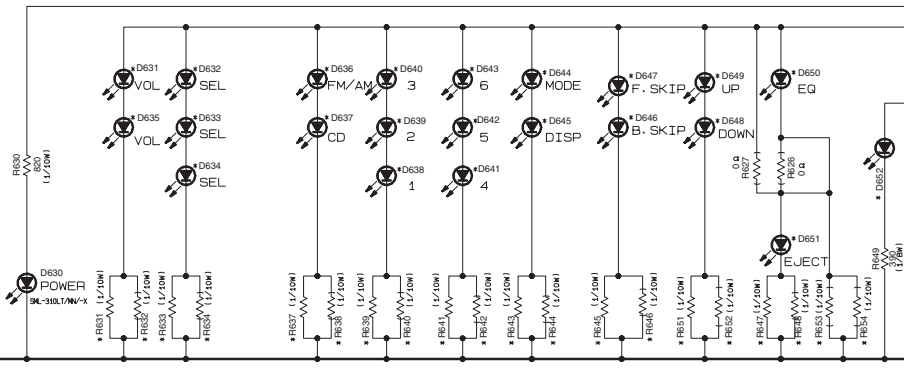 * D631
VOL
* D632
SEL
* D636
FM/AM
* D640
3
* D643
6
* D644
MODE
* D647
F. SKIP
* D649
UP
* D650
EQ
* D635
VOL
* D633
SEL
* D637
CD
* D639
2
* D642
5
* D645
DISP
* D646
B. SKIP
* D648
DOWN
R630
820
(1/10W)
* D634
SEL
* D638
1
* D641
4
R627
0 Ω
R626
0 Ω
* D652
* D651
EJECT
R649
390
(1/8W)
D630
POWER
SML-310LT/MN/-X
* R631 (1/10W)
* R632 (1/10W)
* R633 (1/10W)
* R634 (1/10W)
* R637 (1/10W)
* R638 (1/10W)
* R639 (1/10W)
* R640 (1/10W)
* R641 (1/10W)
* R642 (1/10W)
* R643 (1/10W)
* R644 (1/10W)
* R645 (1/10W)
* R646 (1/10W)
* R651 (1/10W)
* R652 (1/10W)
* R647 (1/10W)
* R648 (1/10W)
* R653 (1/10W)
* R654 (1/10W)